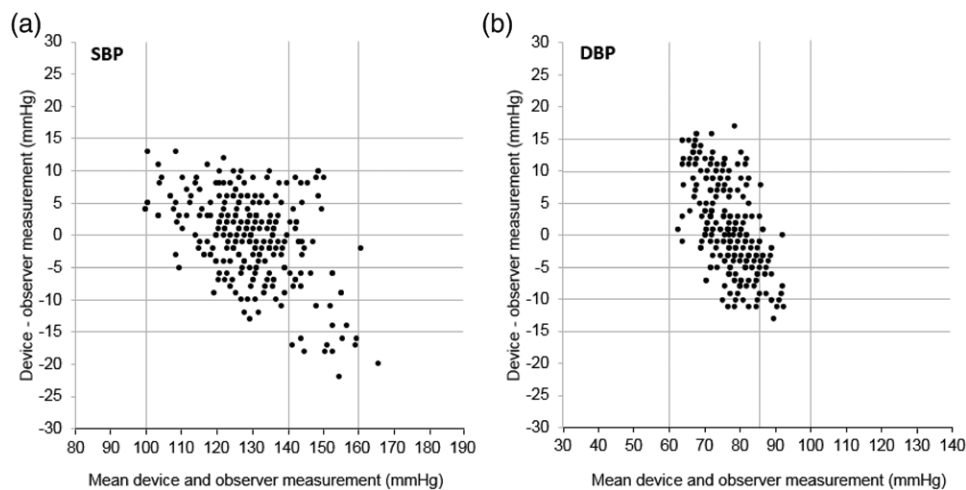 (a)
SBP
Device - observer measurement (mmHg)
30
25
20
15
10
5
0
-5
-10
-15
-20
-25
-30
80 90 100 110 120 130 140 150 160 170 180 190
Mean device and observer measurement (mmHg)
(b)
DBP
Device - observer measurement (mmHg)
30
25
20
15
10
5
0
-5
-10
-15
-20
-25
-30
30 40 50 60 70 80 90 100 110 120 130 140
Mean device and observer measurement (mmHg)